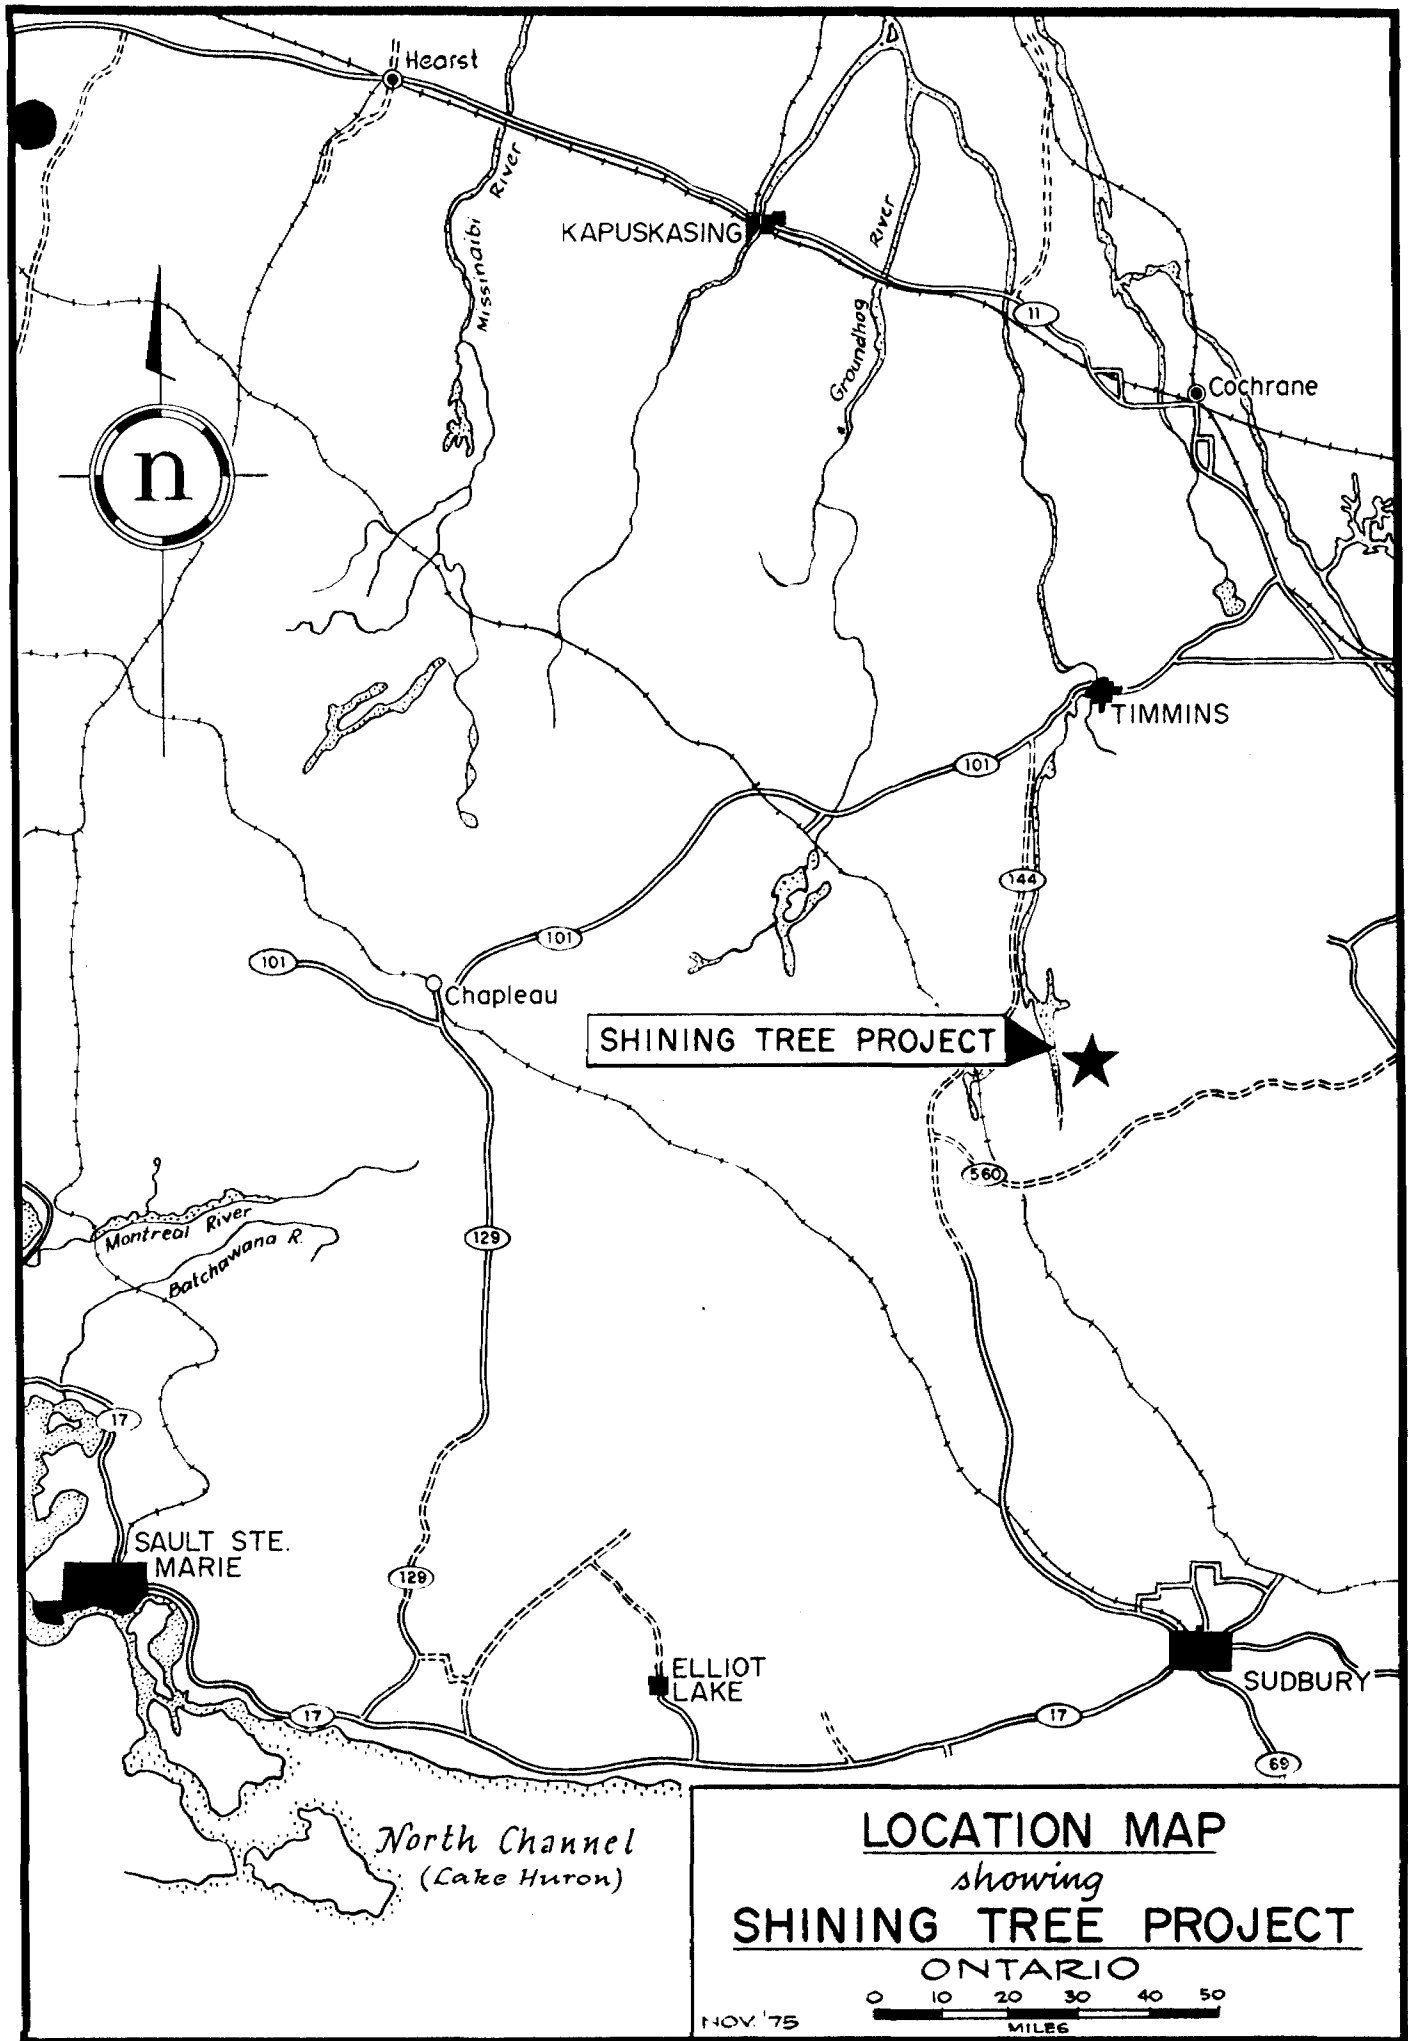 Hearst
River
Missinaibi
KAPUSKASING
River
Groundhog
11
Cochrane
n
TIMMINS
101
144
101
101
Chapleau
SHINING TREE PROJECT
560
Montreal River
Batchawana R.
129
17
SAULT STE.
MARIE
129
ELLIOT
LAKE
SUDBURY
17
17
69
North Channel
(Lake Huron)
LOCATION MAP
showing
SHINING TREE PROJECT
ONTARIO
0 10 20 30 40 50
MILES
NOV. '75